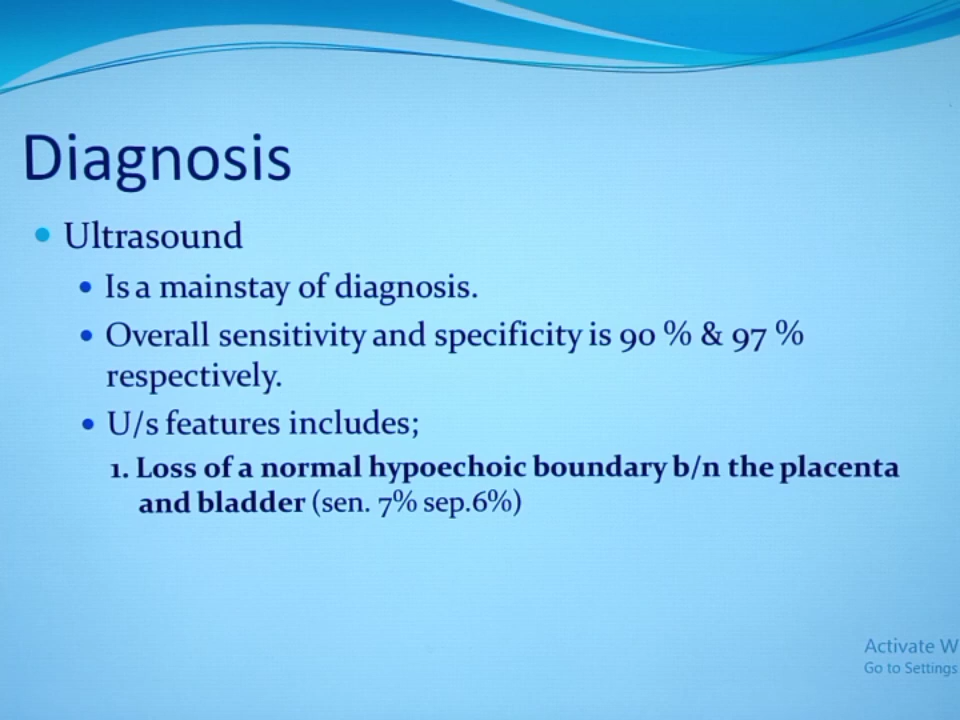 Diagnosis
Ultrasound
Is a mainstay of diagnosis.
Overall sensitivity and specificity is 90 % & 97 %
respectively.
U/s features includes;
1. Loss of a normal hypoechoic boundary b/n the placenta
and bladder (sen. 7% sep.6%)
Activate W
Go to Settings